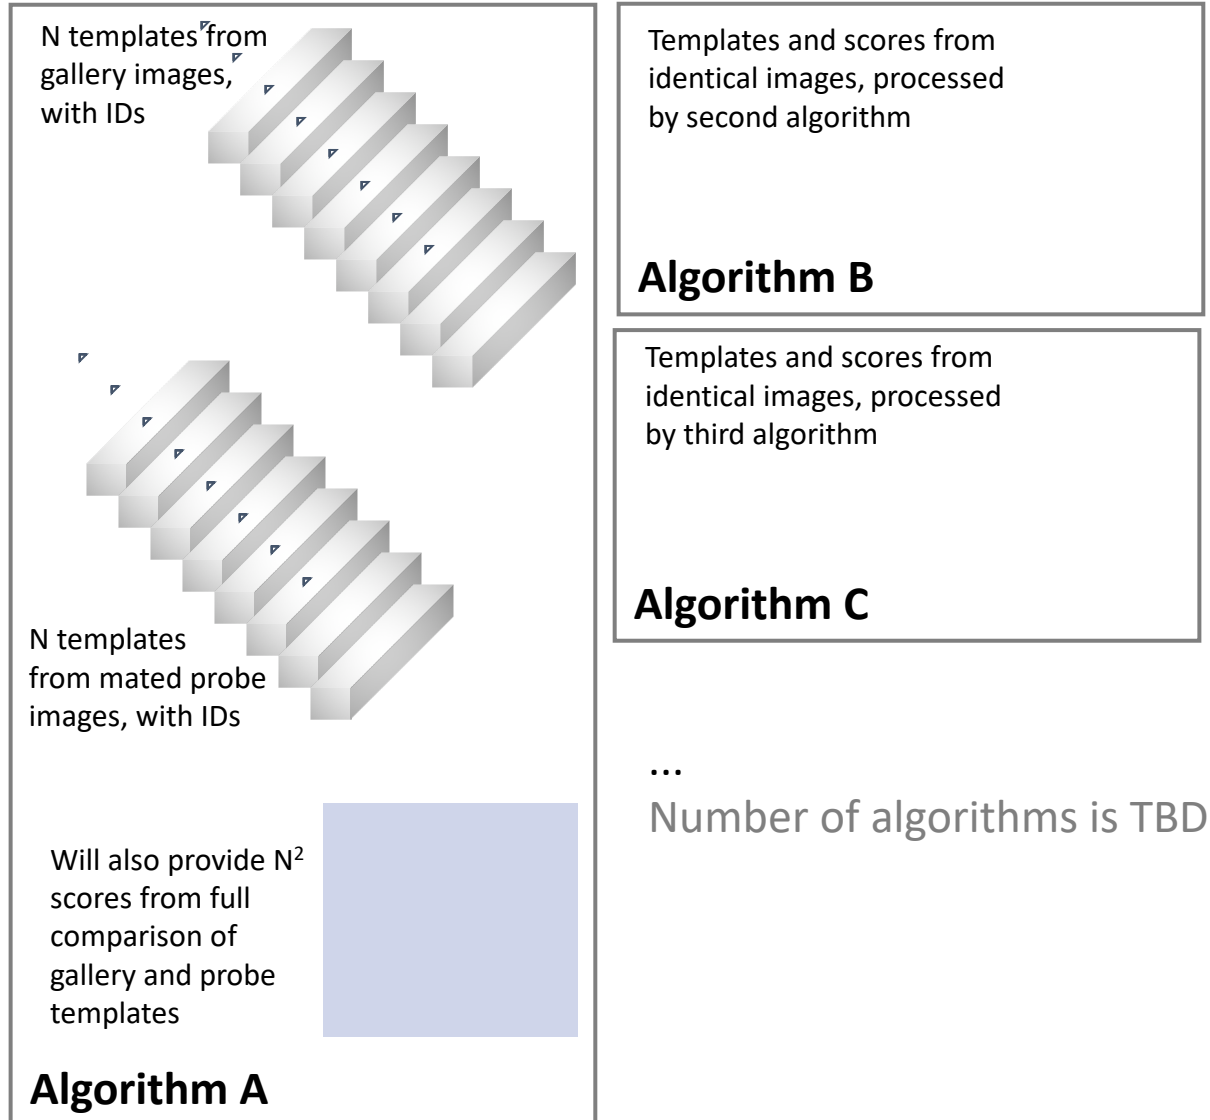 N templates from
gallery images,
with IDs
N templates
from mated probe
images, with IDs
Will also provide N²
scores from full
comparison of
gallery and probe
templates
Algorithm A
Templates and scores from
identical images, processed
by second algorithm
Algorithm B
Templates and scores from
identical images, processed
by third algorithm
Algorithm C
...
Number of algorithms is TBD